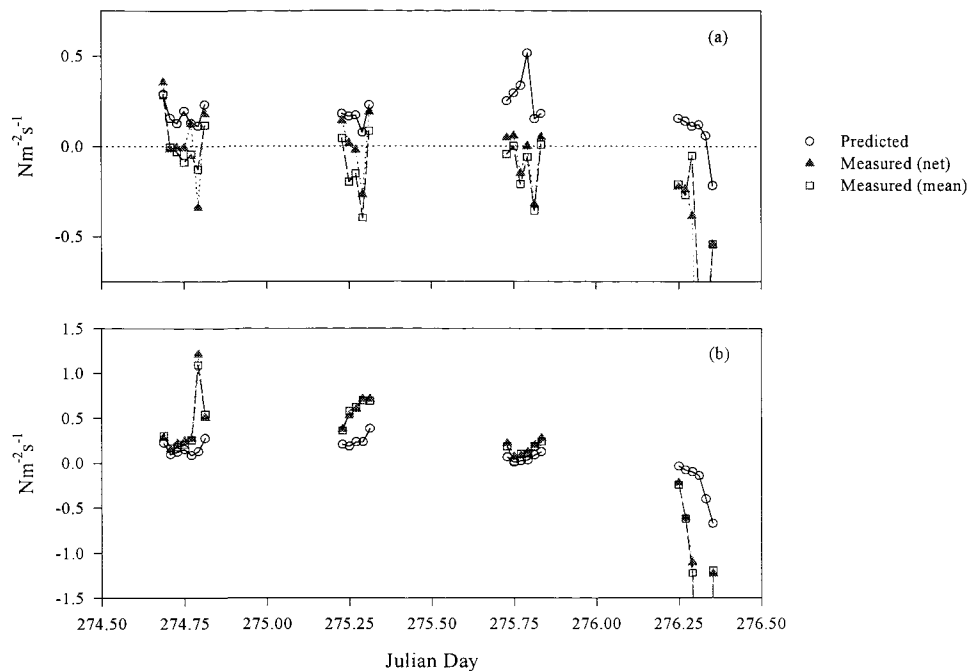 (a)
0.5
0.0
-0.5
Nm⁻²s⁻¹
Predicted
Measured (net)
Measured (mean)
(b)
1.5
1.0
0.5
0.0
-0.5
-1.0
-1.5
Nm⁻²s⁻¹
274.50 274.75 275.00 275.25 275.50 275.75 276.00 276.25 276.50
Julian Day